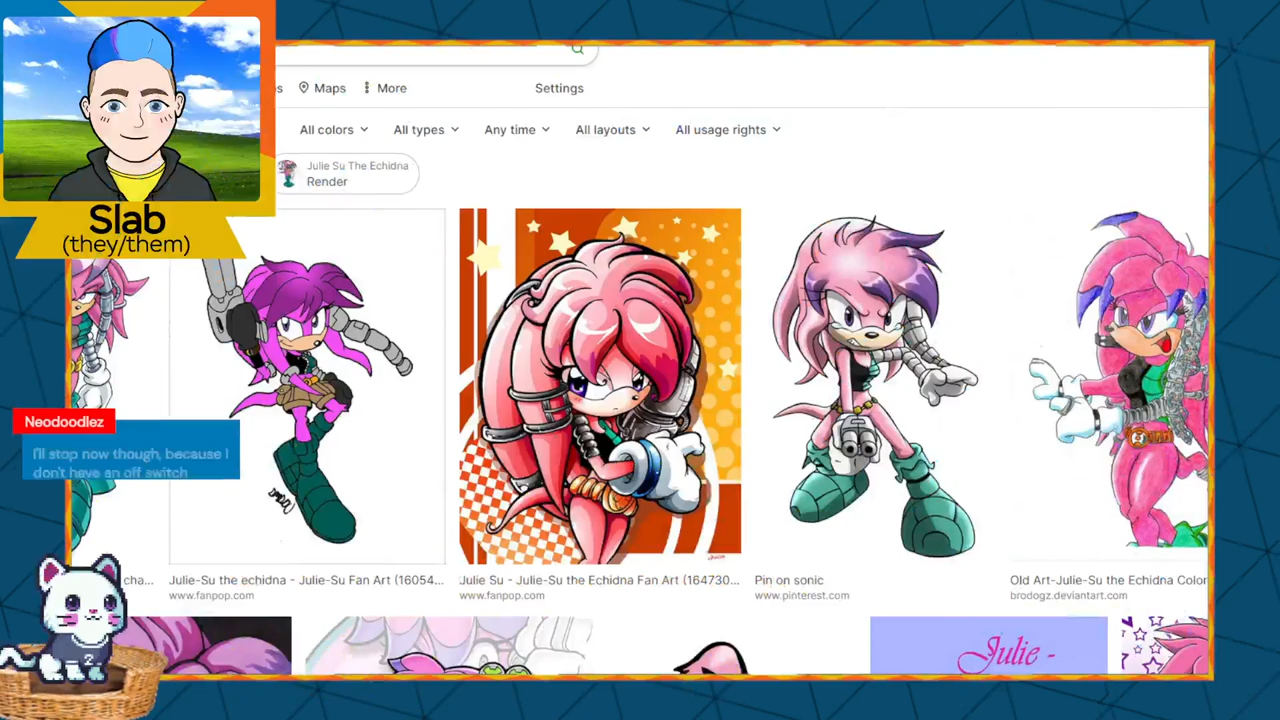 s
Maps
More
Settings
All colors
All types
Any time
All layouts
All usage rights
Julie Su The Echidna
Render
Slab
(they/them)
Neodoodlez
I'll stop now though, because I
don't have an off switch
cha...
Julie-Su the echidna - Julie-Su Fan Art (16054...
www.fanpop.com
Julie Su - Julie-Su the Echidna Fan Art (164730...
www.fanpop.com
Pin on sonic
www.pinterest.com
Old Art-Julie-Su the Echidna Color
brodogz.deviantart.com
Julie -